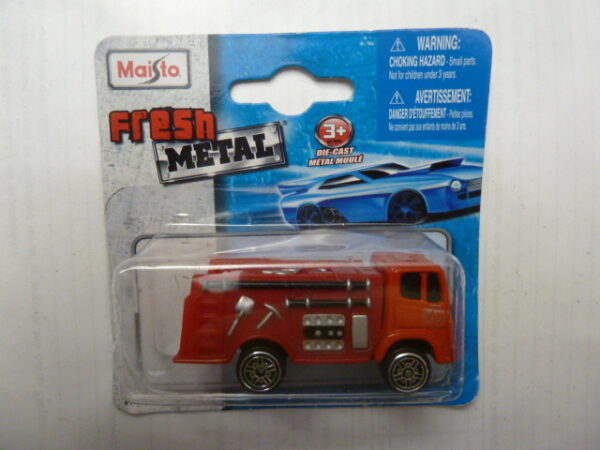 Maisto
Fresh
METAL
3+
DIE-CAST
METAL MOULÉ
WARNING:
CHOKING HAZARD - Small parts.
Not for children under 3 years.
AVERTISSEMENT:
DANGER D'ÉTOUFFEMENT - Petites pièces.
Ne convient pas aux enfants de moins de 3 ans.